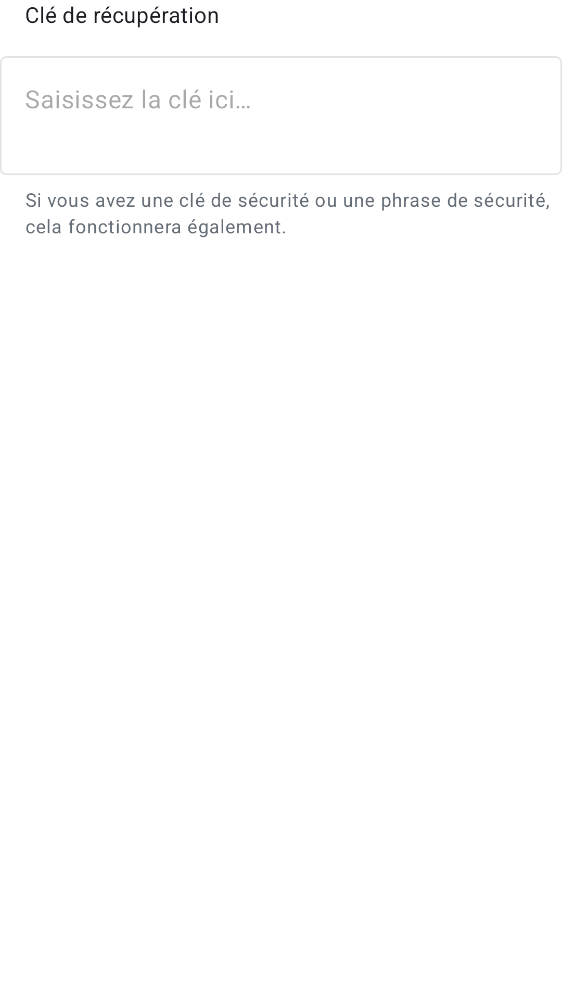 Clé de récupération
Saisissez la clé ici…
Si vous avez une clé de sécurité ou une phrase de sécurité,
cela fonctionnera également.